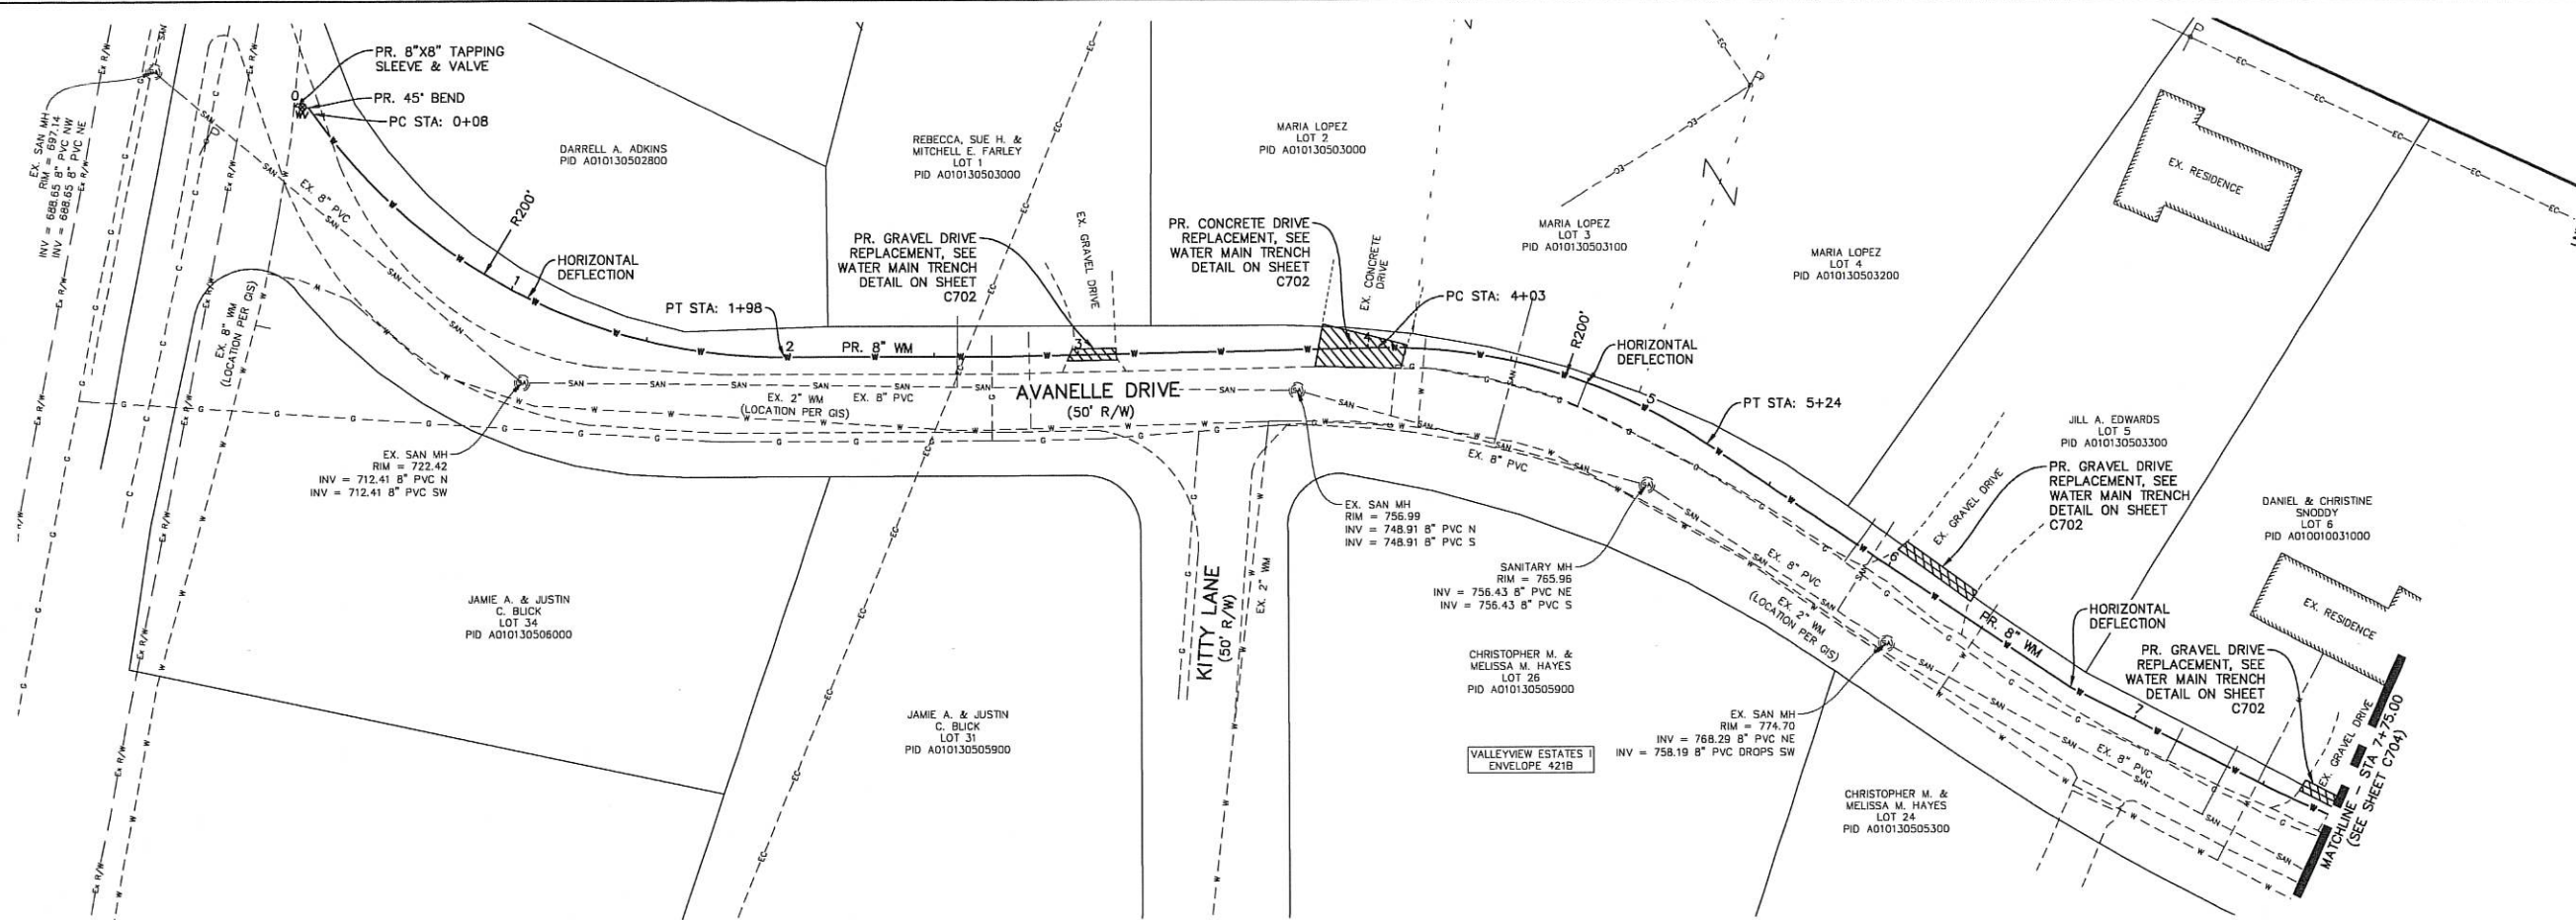 PR. 8"X8" TAPPING
SLEEVE & VALVE
PR. 45° BEND
PC STA: 0+08
0
EX. SAN MH
RIM = 697.14
INV = 688.65 8" PVC NW
INV = 688.65 8" PVC NE
EX. 8" PVC
EX. 8" WM
(LOCATION PER GIS)
DARRELL A. ADKINS
PID A010130502800
R200'
1
HORIZONTAL
DEFLECTION
REBECCA, SUE H. &
MITCHELL E. FARLEY
LOT 1
PID A010130503000
PR. GRAVEL DRIVE
REPLACEMENT, SEE
WATER MAIN TRENCH
DETAIL ON SHEET
C702
EX. GRAVEL DRIVE
PT STA: 1+98
2
PR. 8" WM
3
MARIA LOPEZ
LOT 2
PID A010130503000
PR. CONCRETE DRIVE
REPLACEMENT, SEE
WATER MAIN TRENCH
DETAIL ON SHEET
C702
EX. CONCRETE
DRIVE
4
PC STA: 4+03
MARIA LOPEZ
LOT 3
PID A010130503100
R200'
HORIZONTAL
DEFLECTION
5
PT STA: 5+24
MARIA LOPEZ
LOT 4
PID A010130503200
EX. RESIDENCE
JILL A. EDWARDS
LOT 5
PID A010130503300
PR. GRAVEL DRIVE
REPLACEMENT, SEE
WATER MAIN TRENCH
DETAIL ON SHEET
C702
EX. GRAVEL DRIVE
6
DANIEL & CHRISTINE
SNODDY
LOT 6
PID A010010031000
EX. RESIDENCE
AVANELLE DRIVE
(50' R/W)
EX. 2" WM
(LOCATION PER GIS)
EX. 8" PVC
EX. SAN MH
RIM = 722.42
INV = 712.41 8" PVC N
INV = 712.41 8" PVC SW
EX. SAN MH
RIM = 756.99
INV = 748.91 8" PVC N
INV = 748.91 8" PVC S
EX. 8" PVC
SANITARY MH
RIM = 765.96
INV = 756.43 8" PVC NE
INV = 756.43 8" PVC S
EX. 8" PVC
EX. 2" WM
(LOCATION PER GIS)
PR. 8" WM
HORIZONTAL
DEFLECTION
7
PR. GRAVEL DRIVE
REPLACEMENT, SEE
WATER MAIN TRENCH
DETAIL ON SHEET
C702
EX. GRAVEL DRIVE
MATCHLINE - STA 7+75.00
(SEE SHEET C704)
EX. 8" PVC
KITTY LANE
(50' R/W)
EX. 2" WM
JAMIE A. & JUSTIN
C. BLICK
LOT 34
PID A010130506000
JAMIE A. & JUSTIN
C. BLICK
LOT 31
PID A010130505900
CHRISTOPHER M. &
MELISSA M. HAYES
LOT 26
PID A010130505900
VALLEYVIEW ESTATES I
ENVELOPE 421B
EX. SAN MH
RIM = 774.70
INV = 768.29 8" PVC NE
INV = 758.19 8" PVC DROPS SW
CHRISTOPHER M. &
MELISSA M. HAYES
LOT 24
PID A010130505300